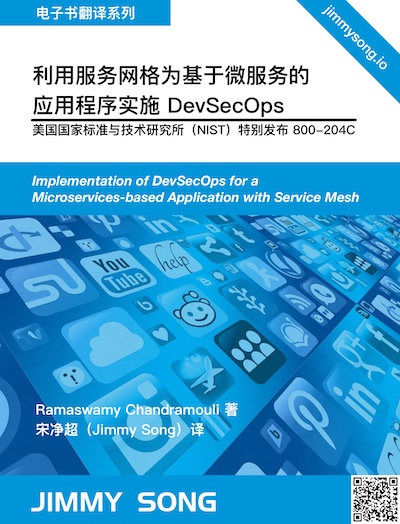 电子书翻译系列
jimmysong.io
利用服务网格为基于微服务的
应用程序实施 DevSecOps
美国国家标准与技术研究所（NIST）特别发布 800-204C
Implementation of DevSecOps for a
Microservices-based Application with Service Mesh
You
Tube
help
Ramaswamy Chandramouli 著
宋净超（Jimmy Song）译
JIMMY SONG